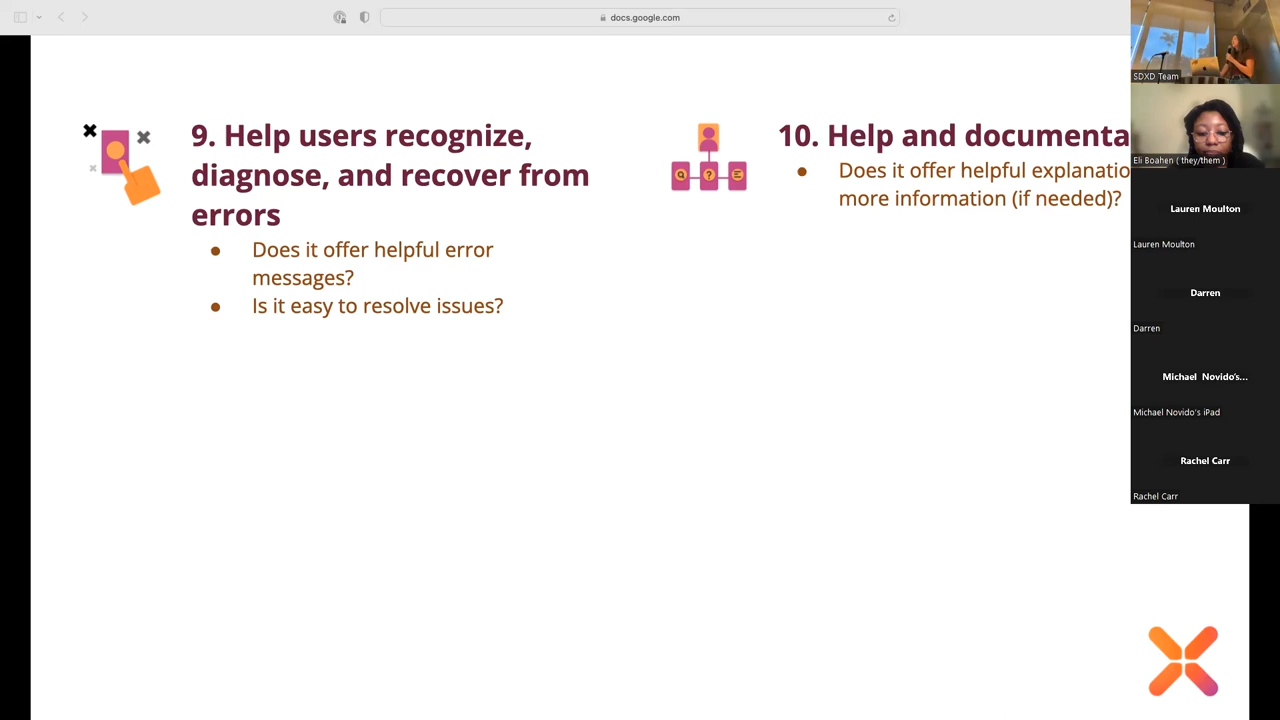 docs.google.com
9. Help users recognize,
diagnose, and recover from
errors
● Does it offer helpful error
messages?
● Is it easy to resolve issues?
10. Help and documenta
● Does it offer helpful explanatio
more information (if needed)?
SDXD Team
Eli Boahen ( they/them )
Lauren Moulton
Lauren Moulton
Darren
Darren
Michael Novido's...
Michael Novido's iPad
Rachel Carr
Rachel Carr